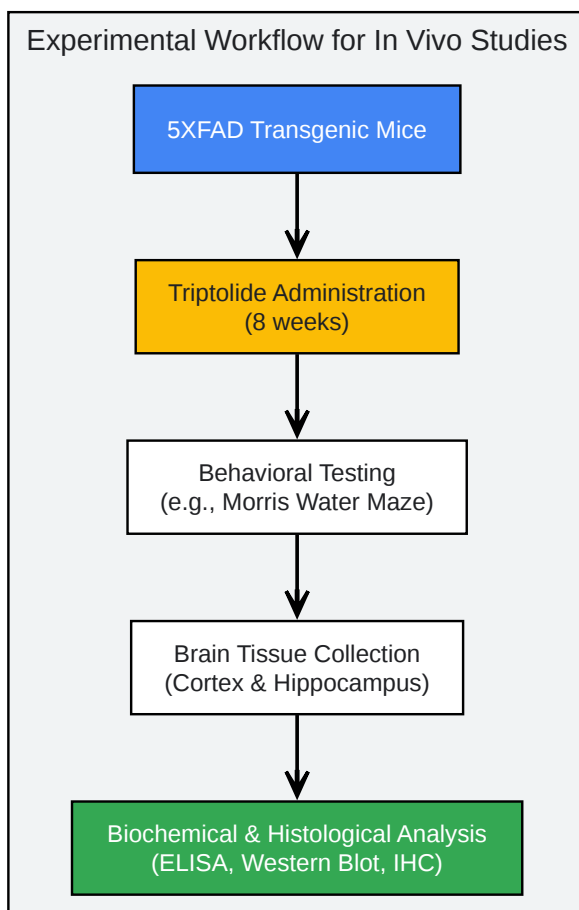 Experimental Workflow for In Vivo Studies
5XFAD Transgenic Mice
Triptolide Administration
(8 weeks)
Behavioral Testing
(e.g., Morris Water Maze)
Brain Tissue Collection
(Cortex & Hippocampus)
Biochemical & Histological Analysis
(ELISA, Western Blot, IHC)